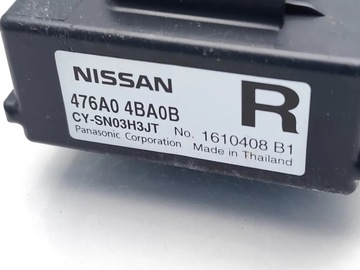 NISSAN
R
476A0 4BA0B
CY-SN03H3JT No. 1610408 B1
Panasonic Corporation Made in Thailand